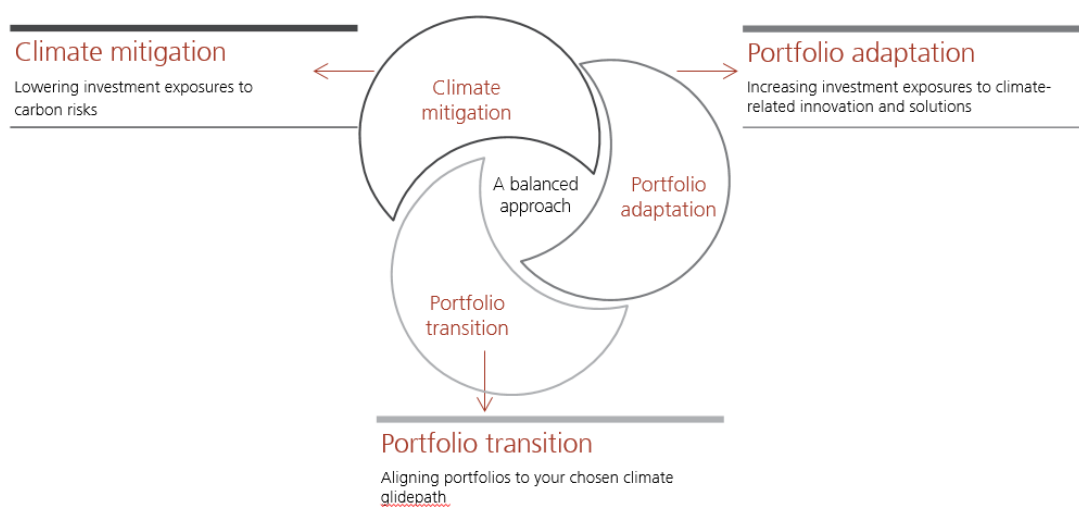 Climate mitigation
Lowering investment exposures to
carbon risks
Portfolio adaptation
Increasing investment exposures to climate-
related innovation and solutions
Climate
mitigation
A balanced
approach
Portfolio
adaptation
Portfolio
transition
Portfolio transition
Aligning portfolios to your chosen climate
glidepath